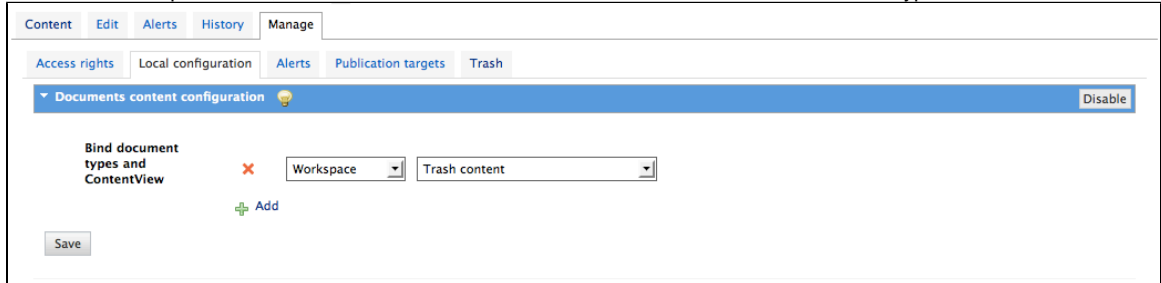 Content Edit Alerts History Manage
Access rights Local configuration Alerts Publication targets Trash
Documents content configuration Disable
Bind document
types and
ContentView
Workspace Trash content
Add
Save